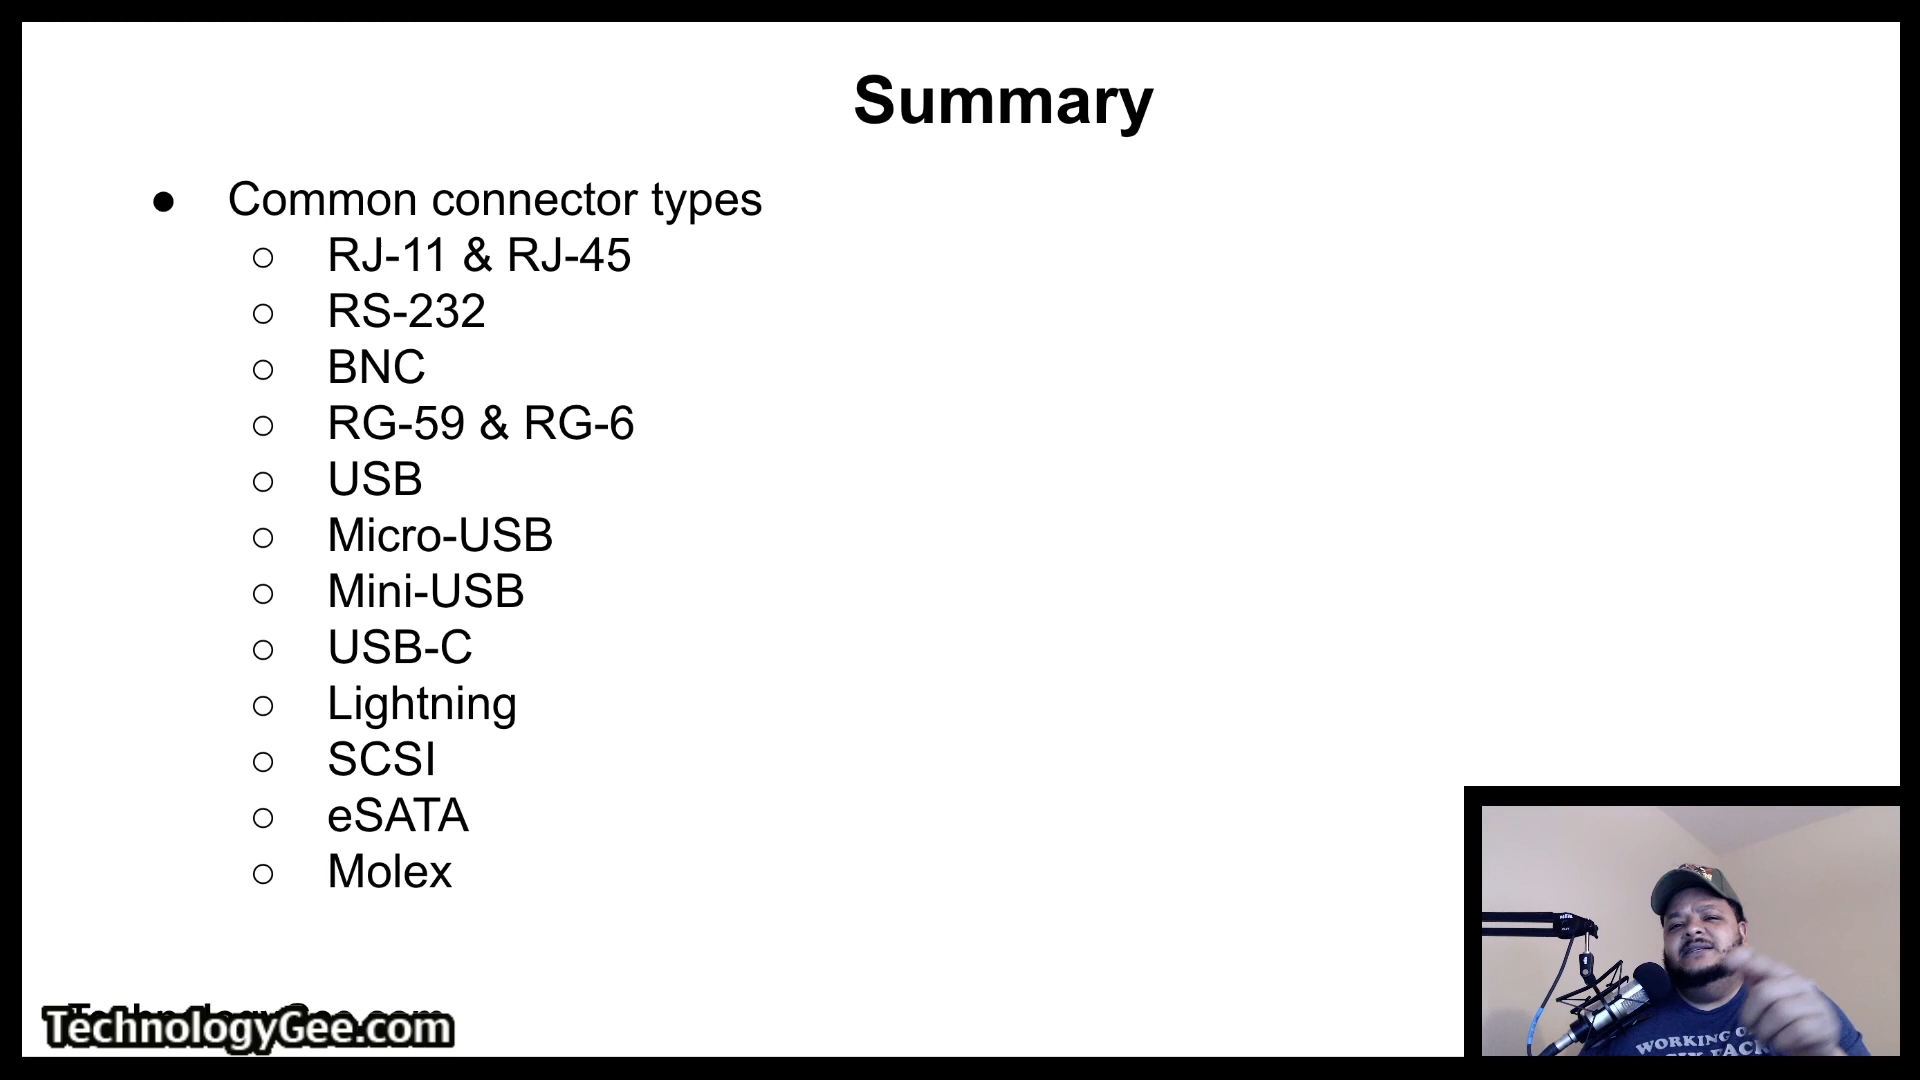 Summary
● Common connector types
○ RJ-11 & RJ-45
○ RS-232
○ BNC
○ RG-59 & RG-6
○ USB
○ Micro-USB
○ Mini-USB
○ USB-C
○ Lightning
○ SCSI
○ eSATA
○ Molex
TechnologyGee.com
WORKING